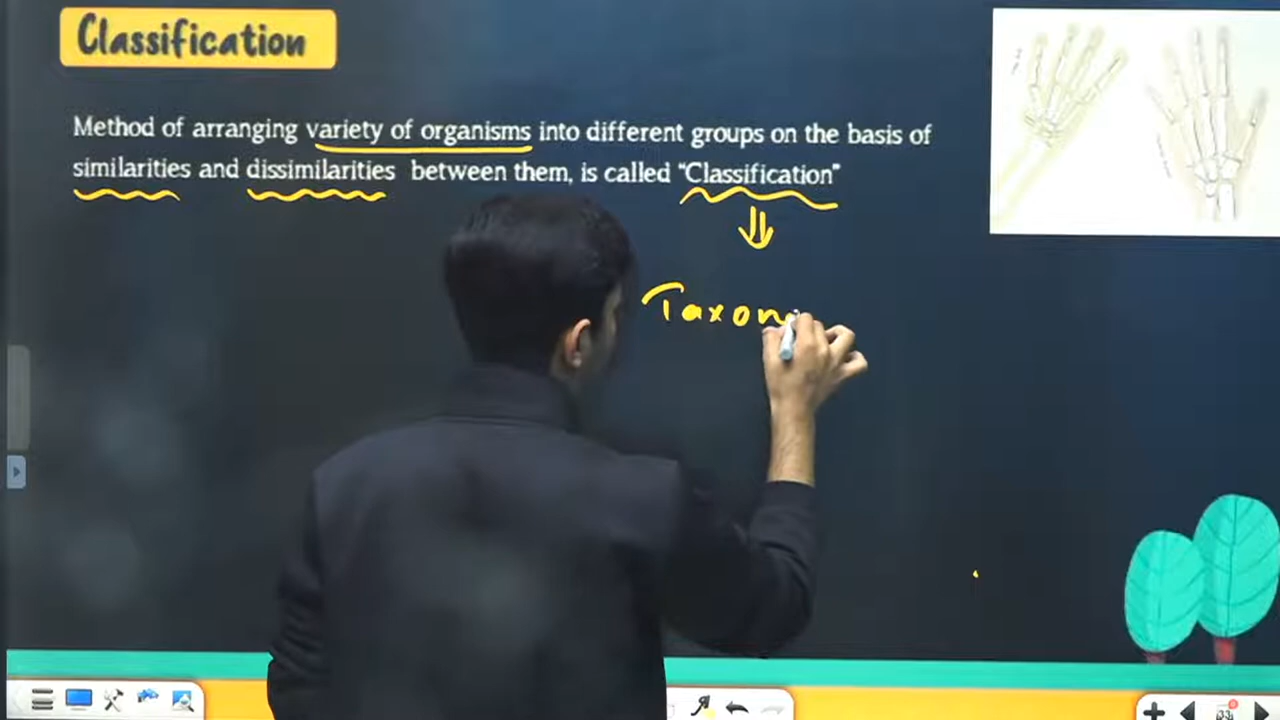 Classification
Method of arranging variety of organisms into different groups on the basis of
similarities and dissimilarities between them, is called "Classification"
Taxon